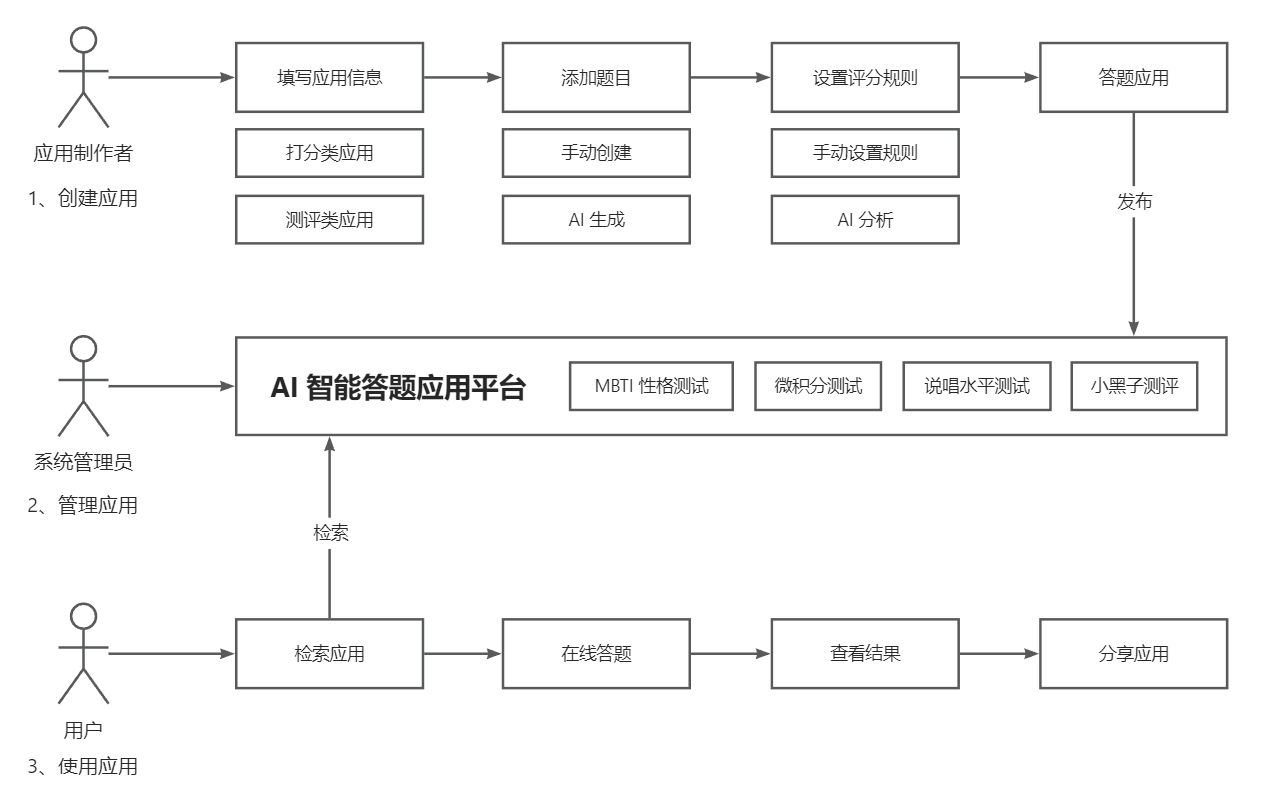 填写应用信息
添加题目
设置评分规则
答题应用
应用制作者
打分类应用
手动创建
手动设置规则
1、创建应用
测评类应用
AI 生成
AI 分析
发布
AI 智能答题应用平台
MBTI 性格测试
微积分测试
说唱水平测试
小黑子测评
系统管理员
2、管理应用
检索
检索应用
在线答题
查看结果
分享应用
用户
3、使用应用